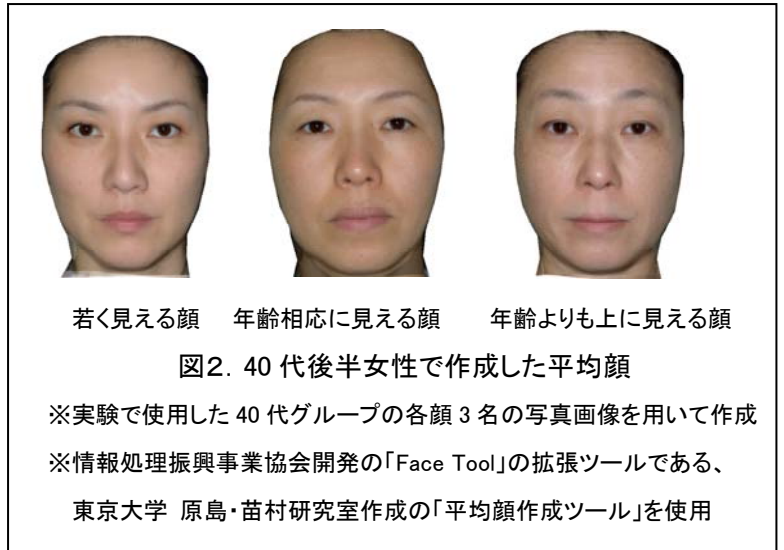 若く見える顔 年齢相応に見える顔 年齢よりも上に見える顔
図2. 40 代後半女性で作成した平均顔
※実験で使用した 40 代グループの各顔 3 名の写真画像を用いて作成
※情報処理振興事業協会開発の「Face Tool」の拡張ツールである、
東京大学 原島・苗村研究室作成の「平均顔作成ツール」を使用